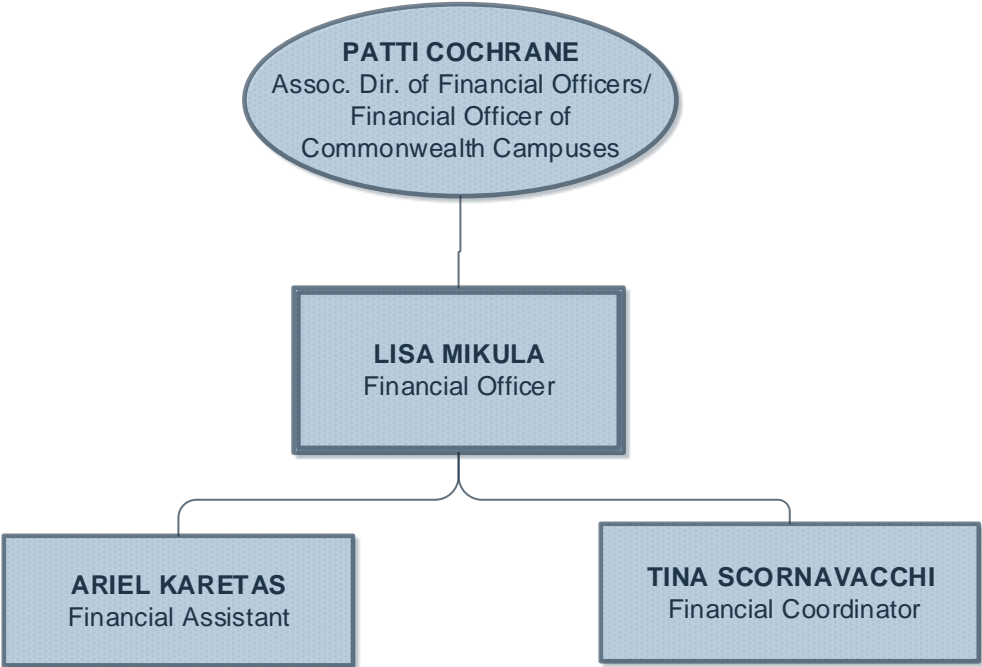 PATTI COCHRANE
Assoc. Dir. of Financial Officers/
Financial Officer of
Commonwealth Campuses
LISA MIKULA
Financial Officer
ARIEL KARETAS
Financial Assistant
TINA SCORNAVACCHI
Financial Coordinator